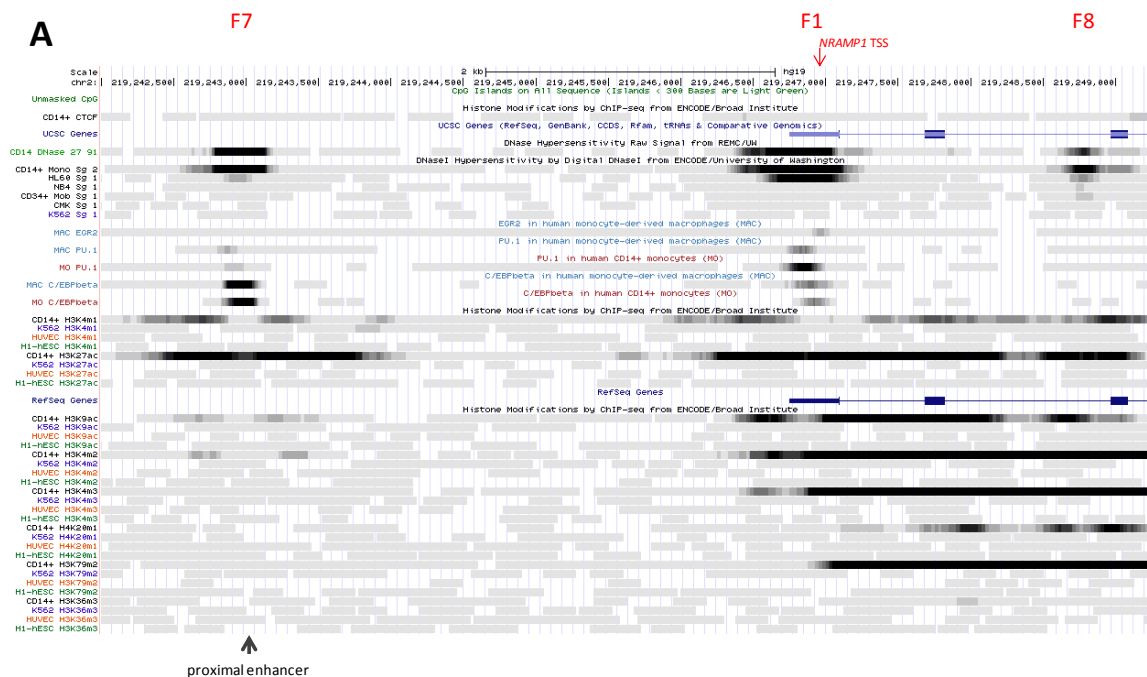 F7 F1 F8
A
NRAMP1 TSS
Scale 2 kb hg19
chr2: 219,242,500 219,243,000 219,243,500 219,244,000 219,244,500 219,245,000 219,245,500 219,246,000 219,246,500 219,247,000 219,247,500 219,248,000 219,248,500 219,249,000
CpG Islands on All Sequence (Islands < 300 Bases are Light Green)
Unmasked CpG
Histone Modifications by ChIP-seq from ENCODE/Broad Institute
CD14+ CTCF
UCSC Genes (RefSeq, GenBank, CCDS, Rfam, tRNAs & Comparative Genomics)
UCSC Genes
DNase Hypersensitivity Raw Signal from REMC/UW
CD14 DNase 27 91
DNaseI Hypersensitivity by Digital DNaseI from ENCODE/University of Washington
CD14+ Mono Sg 2
HL60 Sg 1
NB4 Sg 1
CD34+ Mob Sg 1
CMK Sg 1
K562 Sg 1
EGR2 in human monocyte-derived macrophages (MAC)
MAC EGR2
PU.1 in human monocyte-derived macrophages (MAC)
MAC PU.1
PU.1 in human CD14+ monocytes (MO)
MO PU.1
C/EBPbeta in human monocyte-derived macrophages (MAC)
MAC C/EBPbeta
C/EBPbeta in human CD14+ monocytes (MO)
MO C/EBPbeta
Histone Modifications by ChIP-seq from ENCODE/Broad Institute
CD14+ H3K4m1
K562 H3K4m1
HUVEC H3K4m1
H1-hESC H3K4m1
CD14+ H3K27ac
K562 H3K27ac
HUVEC H3K27ac
H1-hESC H3K27ac
RefSeq Genes
RefSeq Genes
Histone Modifications by ChIP-seq from ENCODE/Broad Institute
CD14+ H3K9ac
K562 H3K9ac
HUVEC H3K9ac
H1-hESC H3K9ac
CD14+ H3K4m2
K562 H3K4m2
HUVEC H3K4m2
H1-hESC H3K4m2
CD14+ H3K4m3
K562 H3K4m3
HUVEC H3K4m3
H1-hESC H3K4m3
CD14+ H4K20m1
K562 H4K20m1
HUVEC H4K20m1
H1-hESC H4K20m1
CD14+ H3K79m2
K562 H3K79m2
HUVEC H3K79m2
H1-hESC H3K79m2
CD14+ H3K36m3
K562 H3K36m3
HUVEC H3K36m3
H1-hESC H3K36m3
proximal enhancer